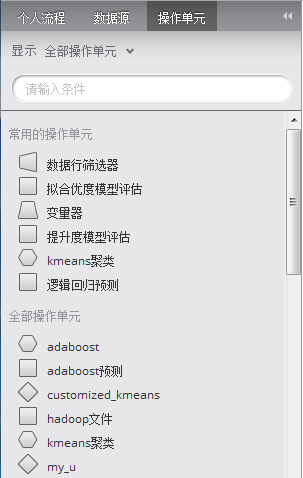 个人流程 数据源 操作单元
显示 全部操作单元
请输入条件
常用的操作单元
数据行筛选器
拟合优度模型评估
变量器
提升度模型评估
kmeans聚类
逻辑回归预测
全部操作单元
adaboost
adaboost预测
customized_kmeans
hadoop文件
kmeans聚类
my_u